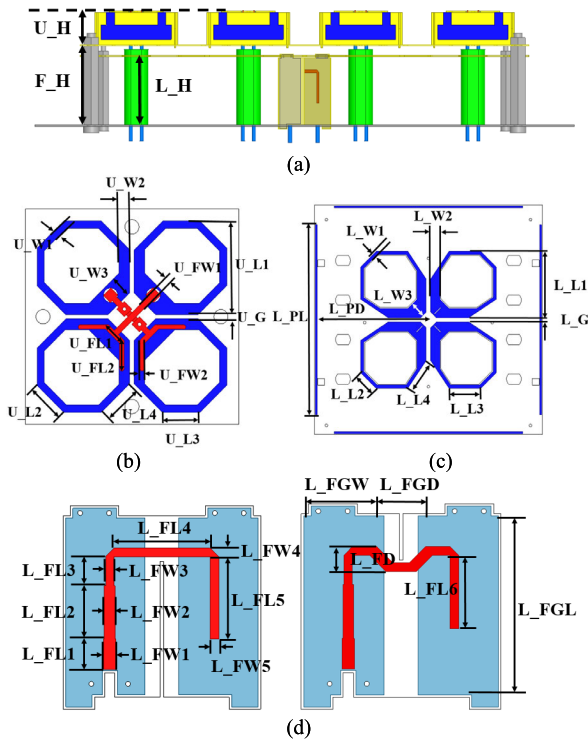 U_H
F_H
L_H
(a)
U_W2
U_W1
U_W3
U_FW1
U_L1
U_G
U_FL1
U_FL2
U_FW2
U_L2
U_L4
U_L3
(b)
L_W2
L_W1
L_L1
L_W3
L_PL
L_PD
L_G
L_L2
L_L4
L_L3
(c)
L_FL4
L_FW4
L_FL3
L_FW3
L_FL5
L_FL2
L_FW2
L_FL1
L_FW1
L_FW5
L_FGW
L_FGD
L_FD
L_FL6
L_FGL
(d)